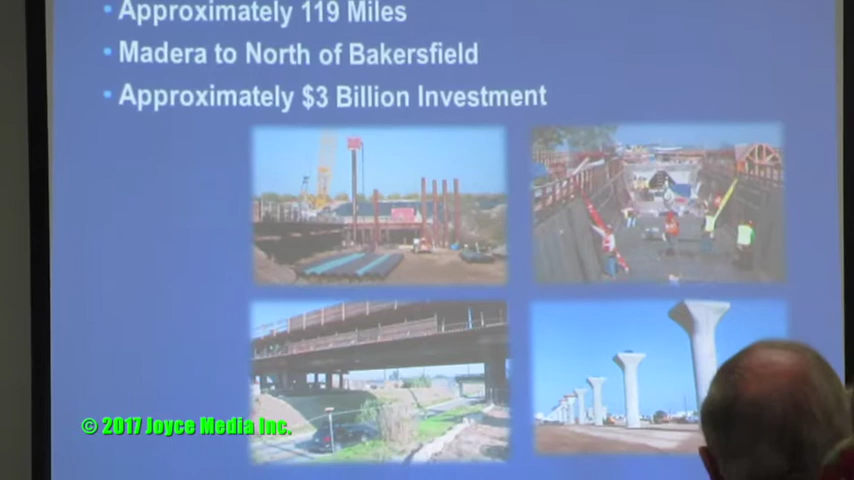 • Approximately 119 Miles
• Madera to North of Bakersfield
• Approximately $3 Billion Investment
© 2017 Joyce Media Inc.